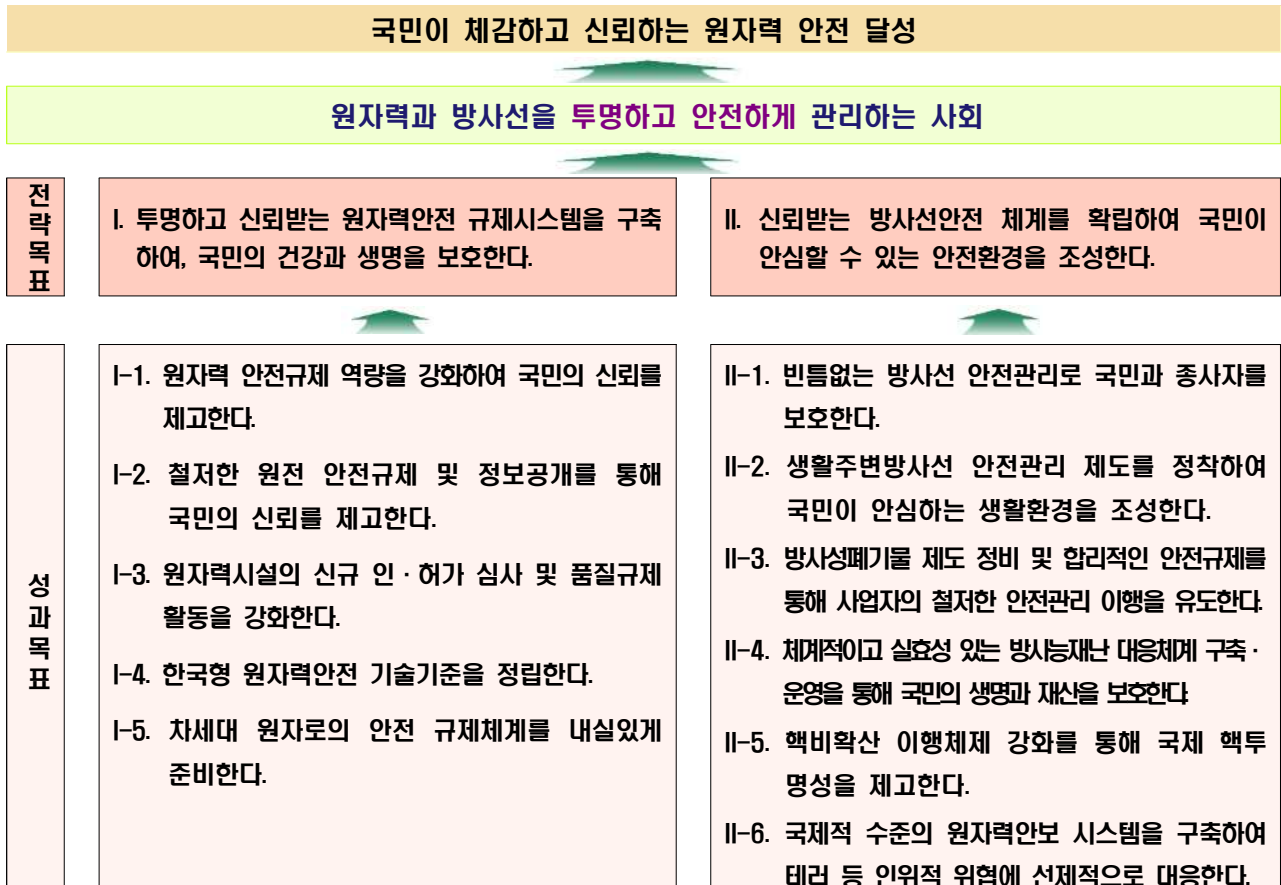 국민이 체감하고 신뢰하는 원자력 안전 달성
원자력과 방사선을 투명하고 안전하게 관리하는 사회
전략목표
Ⅰ. 투명하고 신뢰받는 원자력안전 규제시스템을 구축
하여, 국민의 건강과 생명을 보호한다.
Ⅱ. 신뢰받는 방사선안전 체계를 확립하여 국민이
안심할 수 있는 안전환경을 조성한다.
성과목표
Ⅰ-1. 원자력 안전규제 역량을 강화하여 국민의 신뢰를
제고한다.
Ⅰ-2. 철저한 원전 안전규제 및 정보공개를 통해
국민의 신뢰를 제고한다.
Ⅰ-3. 원자력시설의 신규 인·허가 심사 및 품질규제
활동을 강화한다.
Ⅰ-4. 한국형 원자력안전 기술기준을 정립한다.
Ⅰ-5. 차세대 원자로의 안전 규제체계를 내실있게
준비한다.
Ⅱ-1. 빈틈없는 방사선 안전관리로 국민과 종사자를
보호한다.
Ⅱ-2. 생활주변방사선 안전관리 제도를 정착하여
국민이 안심하는 생활환경을 조성한다.
Ⅱ-3. 방사성폐기물 제도 정비 및 합리적인 안전규제를
통해 사업자의 철저한 안전관리 이행을 유도한다.
Ⅱ-4. 체계적이고 실효성 있는 방사능재난 대응체계 구축·
운영을 통해 국민의 생명과 재산을 보호한다
Ⅱ-5. 핵비확산 이행체제 강화를 통해 국제 핵투
명성을 제고한다.
Ⅱ-6. 국제적 수준의 원자력안보 시스템을 구축하여
테러 등 인위적 위협에 선제적으로 대응한다.